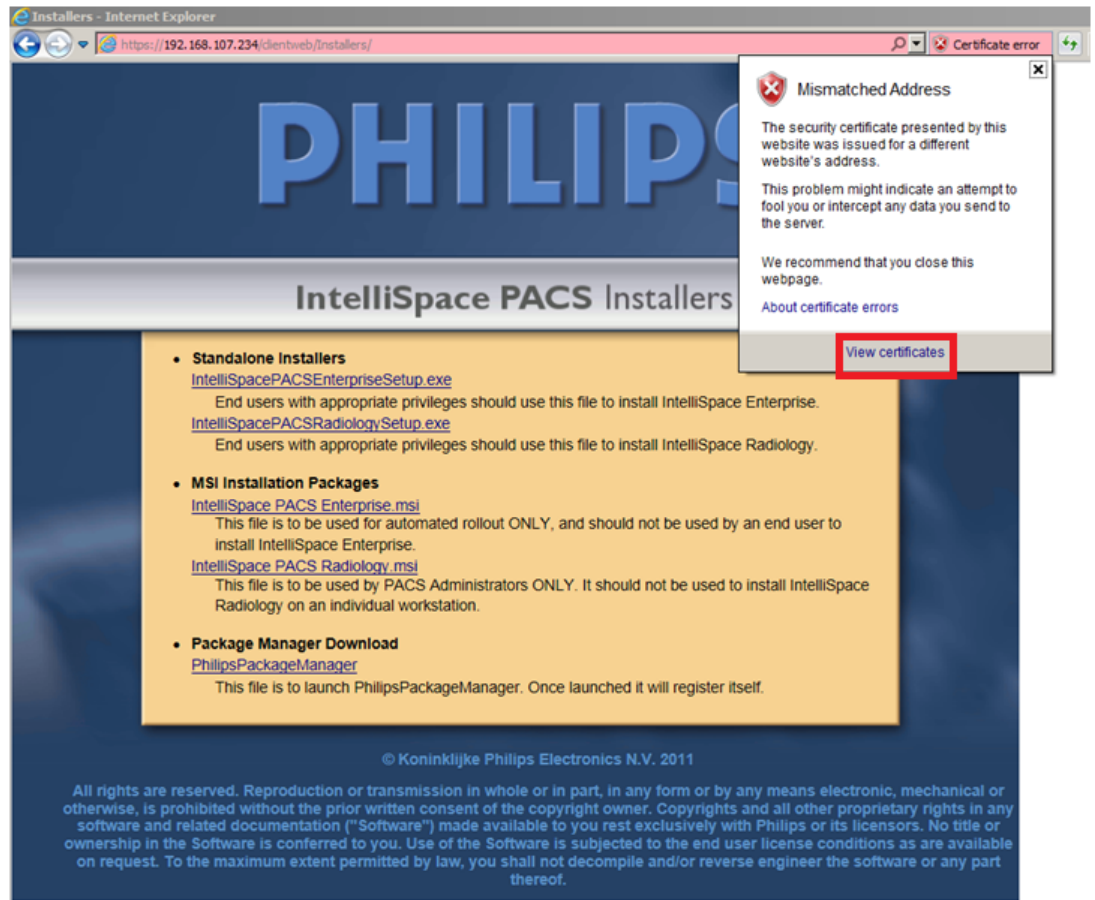 Installers - Internet Explorer
https://192.168.107.234/clientweb/Installers/
Certificate error
Mismatched Address
The security certificate presented by this
website was issued for a different
website's address.
This problem might indicate an attempt to
fool you or intercept any data you send to
the server.
We recommend that you close this
webpage.
About certificate errors
View certificates
PHILIPS
IntelliSpace PACS Installers
• Standalone Installers
IntelliSpacePACSEnterpriseSetup.exe
End users with appropriate privileges should use this file to install IntelliSpace Enterprise.
IntelliSpacePACSRadiologySetup.exe
End users with appropriate privileges should use this file to install IntelliSpace Radiology.
• MSI Installation Packages
IntelliSpace PACS Enterprise.msi
This file is to be used for automated rollout ONLY, and should not be used by an end user to
install IntelliSpace Enterprise.
IntelliSpace PACS Radiology.msi
This file is to be used by PACS Administrators ONLY. It should not be used to install IntelliSpace
Radiology on an individual workstation.
• Package Manager Download
PhilipsPackageManager
This file is to launch PhilipsPackageManager. Once launched it will register itself.
© Koninklijke Philips Electronics N.V. 2011
All rights are reserved. Reproduction or transmission in whole or in part, in any form or by any means electronic, mechanical or
otherwise, is prohibited without the prior written consent of the copyright owner. Copyrights and all other proprietary rights in any
software and related documentation ("Software") made available to you rest exclusively with Philips or its licensors. No title or
ownership in the Software is conferred to you. Use of the Software is subjected to the end user license conditions as are available
on request. To the maximum extent permitted by law, you shall not decompile and/or reverse engineer the software or any part
thereof.